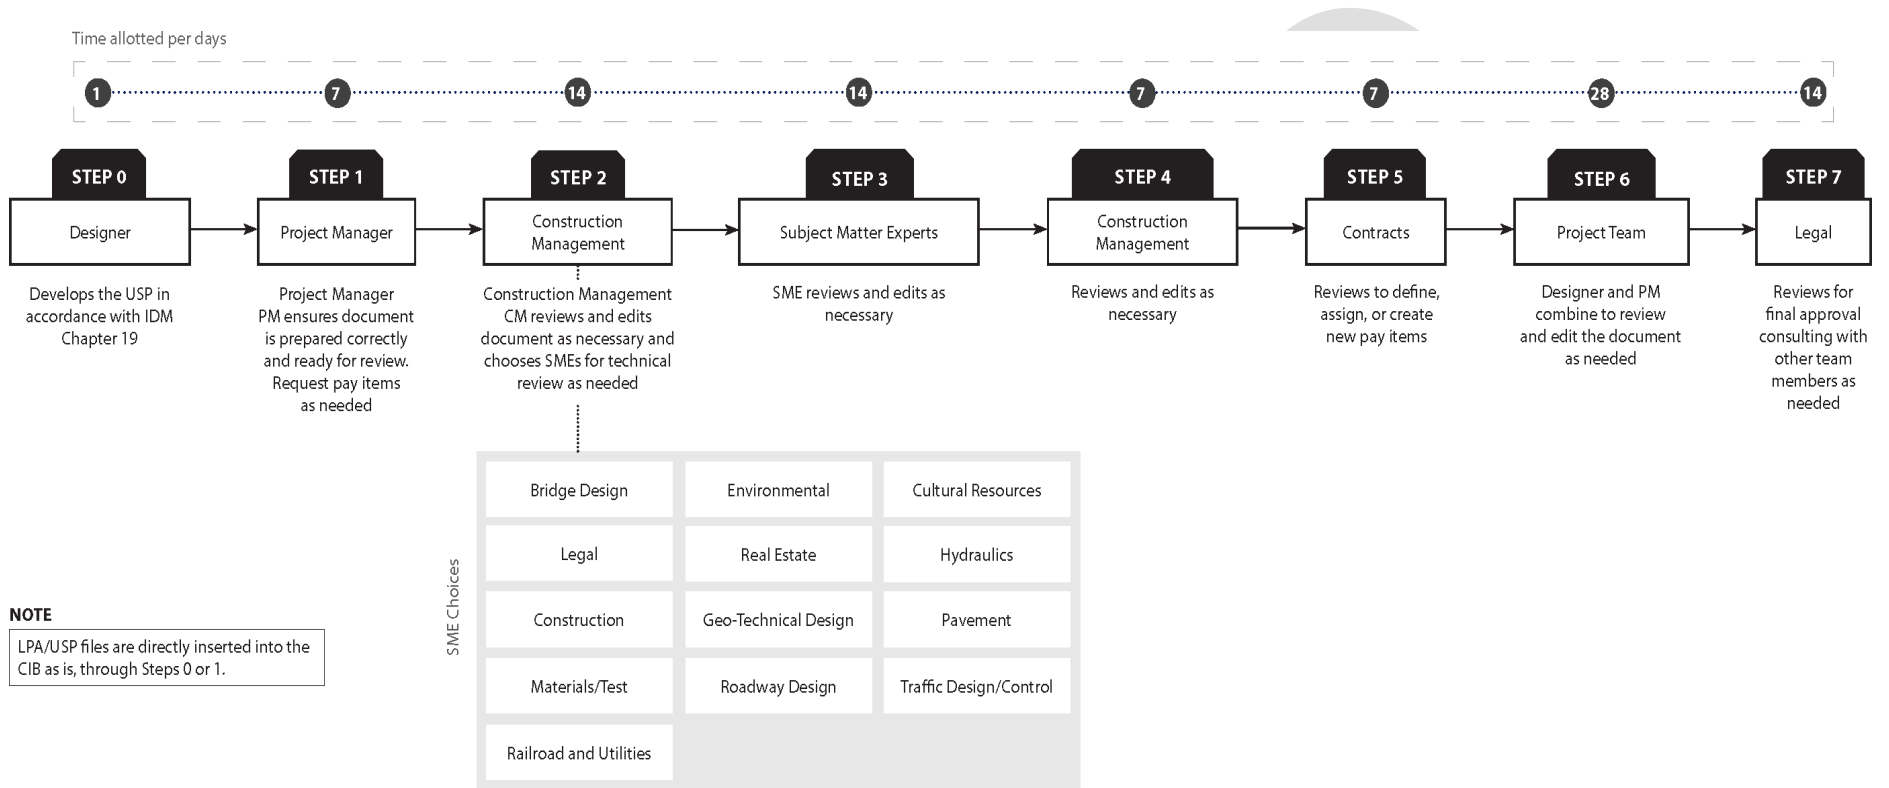 Time allotted per days
1
7
14
14
7
7
28
14
STEP 0
Designer
Develops the USP in
accordance with IDM
Chapter 19
STEP 1
Project Manager
Project Manager
PM ensures document
is prepared correctly
and ready for review.
Request pay items
as needed
STEP 2
Construction
Management
Construction Management
CM reviews and edits
document as necessary and
chooses SMEs for technical
review as needed
STEP 3
Subject Matter Experts
SME reviews and edits as
necessary
STEP 4
Construction
Management
Reviews and edits as
necessary
STEP 5
Contracts
Reviews to define,
assign, or create
new pay items
STEP 6
Project Team
Designer and PM
combine to review
and edit the document
as needed
STEP 7
Legal
Reviews for
final approval
consulting with
other team
members as
needed
SME Choices
Bridge Design
Environmental
Cultural Resources
Legal
Real Estate
Hydraulics
Construction
Geo-Technical Design
Pavement
Materials/Test
Roadway Design
Traffic Design/Control
Railroad and Utilities
NOTE
LPA/USP files are directly inserted into the
CIB as is, through Steps 0 or 1.